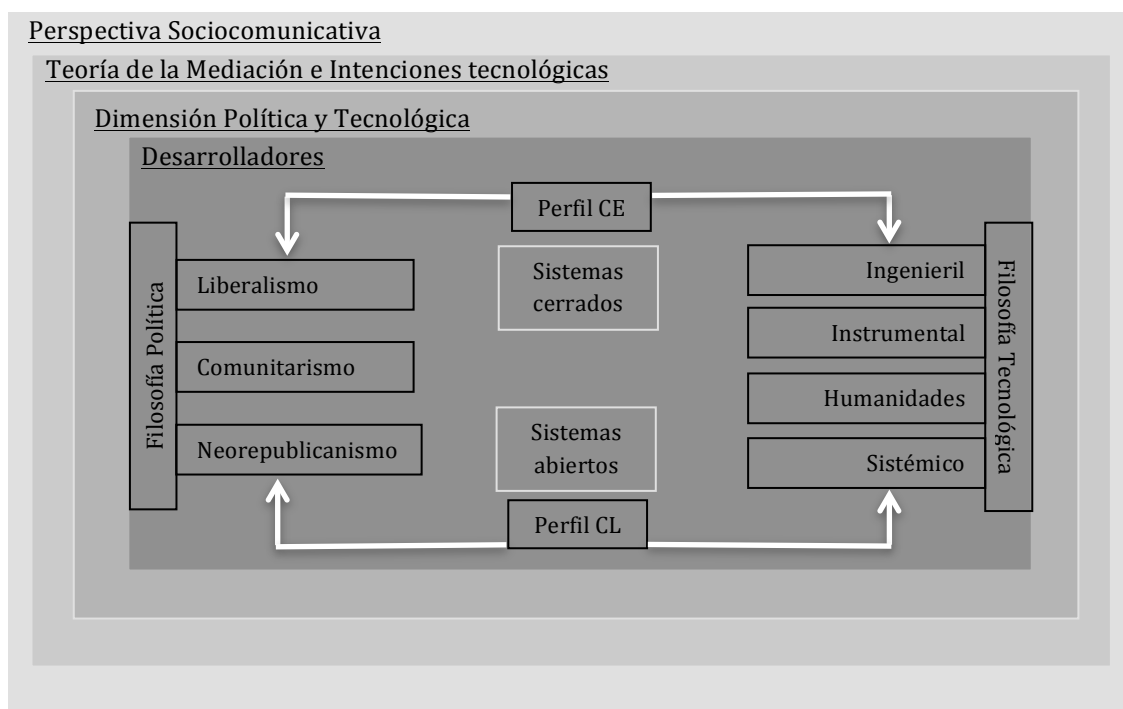 Perspectiva Sociocomunicativa
Teoría de la Mediación e Intenciones tecnológicas
Dimensión Política y Tecnológica
Desarrolladores
Perfil CE
Filosofía Política
Liberalismo
Comunitarismo
Neorepublicanismo
Sistemas
cerrados
Sistemas
abiertos
Perfil CL
Ingenieril
Instrumental
Humanidades
Sistémico
Filosofía Tecnológica